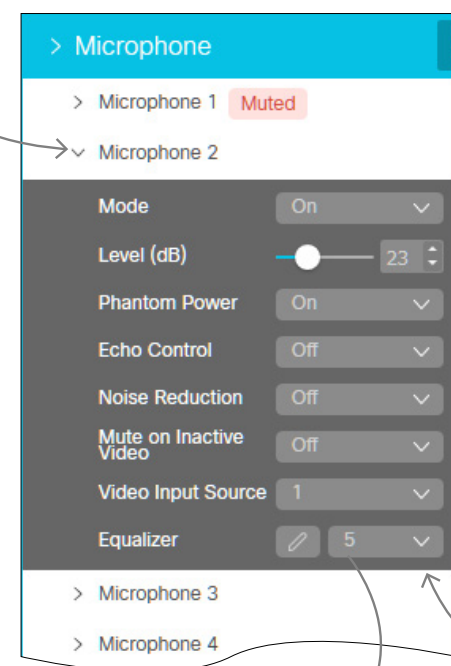 Microphone
Microphone 1 Muted
Microphone 2
Mode On
Level (dB) 23
Phantom Power On
Echo Control Off
Noise Reduction Off
Mute on Inactive
Video Off
Video Input Source 1
Equalizer 5
Microphone 3
Microphone 4